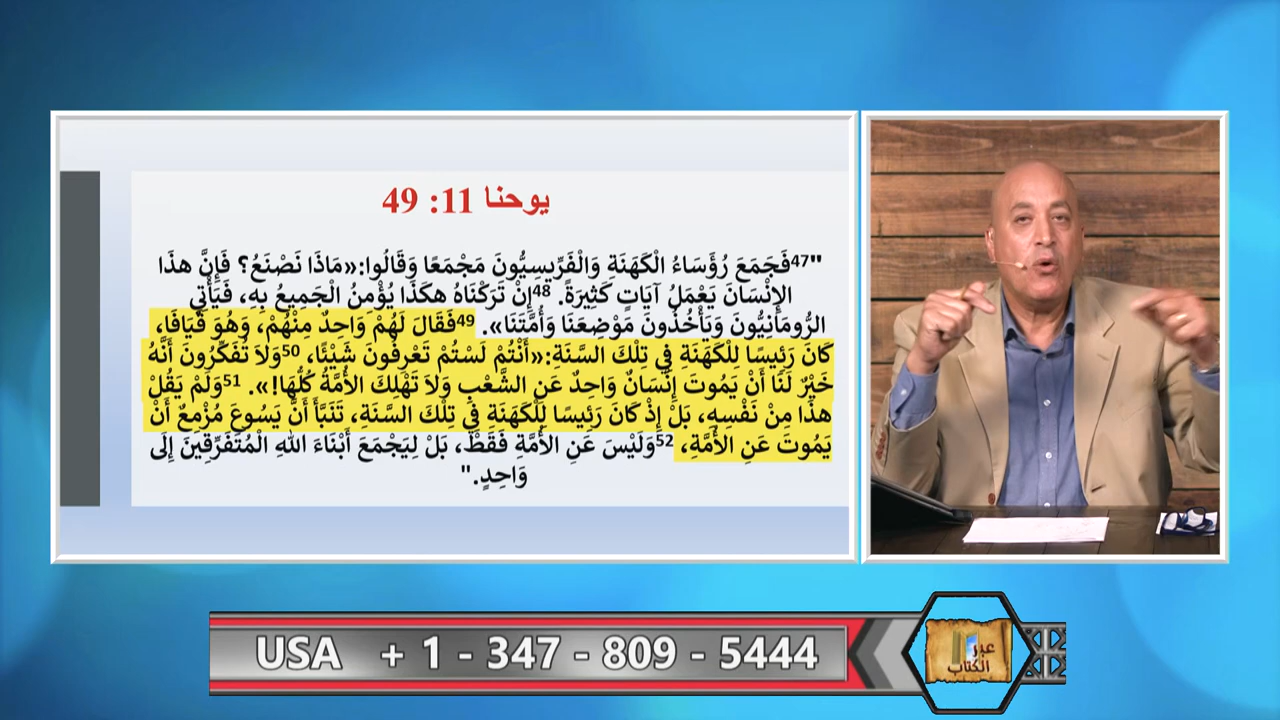 يوحنا 11: 49
"47فَجَمَعَ رُؤَسَاءُ الْكَهَنَةِ وَالْفَرِّيسِيُّونَ مَجْمَعًا وَقَالُوا:«مَاذَا نَصْنَعُ؟ فَإِنَّ هذَا
الإِنْسَانَ يَعْمَلُ آيَاتٍ كَثِيرَةً. 48إِنْ تَرَكْنَاهُ هكَذَا يُؤْمِنُ الْجَمِيعُ بِهِ، فَيَأْتِي
الرُّومَانِيُّونَ وَيَأْخُذُونَ مَوْضِعَنَا وَأُمَّتَنَا». 49فَقَالَ لَهُمْ وَاحِدٌ مِنْهُمْ، وَهُوَ قَيَافَا،
كَانَ رَئِيسًا لِلْكَهَنَةِ فِي تِلْكَ السَّنَةِ:«أَنْتُمْ لَسْتُمْ تَعْرِفُونَ شَيْئًا، 50وَلاَ تُفَكِّرُونَ أَنَّهُ
خَيْرٌ لَنَا أَنْ يَمُوتَ إِنْسَانٌ وَاحِدٌ عَنِ الشَّعْبِ وَلاَ تَهْلِكَ الأُمَّةُ كُلُّهَا!». 51وَلَمْ يَقُلْ
هذَا مِنْ نَفْسِهِ، بَلْ إِذْ كَانَ رَئِيسًا لِلْكَهَنَةِ فِي تِلْكَ السَّنَةِ، تَنَبَّأَ أَنَّ يَسُوعَ مُزْمِعٌ أَنْ
يَمُوتَ عَنِ الأُمَّةِ، 52وَلَيْسَ عَنِ الأُمَّةِ فَقَطْ، بَلْ لِيَجْمَعَ أَبْنَاءَ اللهِ الْمُتَفَرِّقِينَ إِلَى
وَاحِدٍ."
USA + 1 - 347 - 809 - 5444
عبر
الكتاب